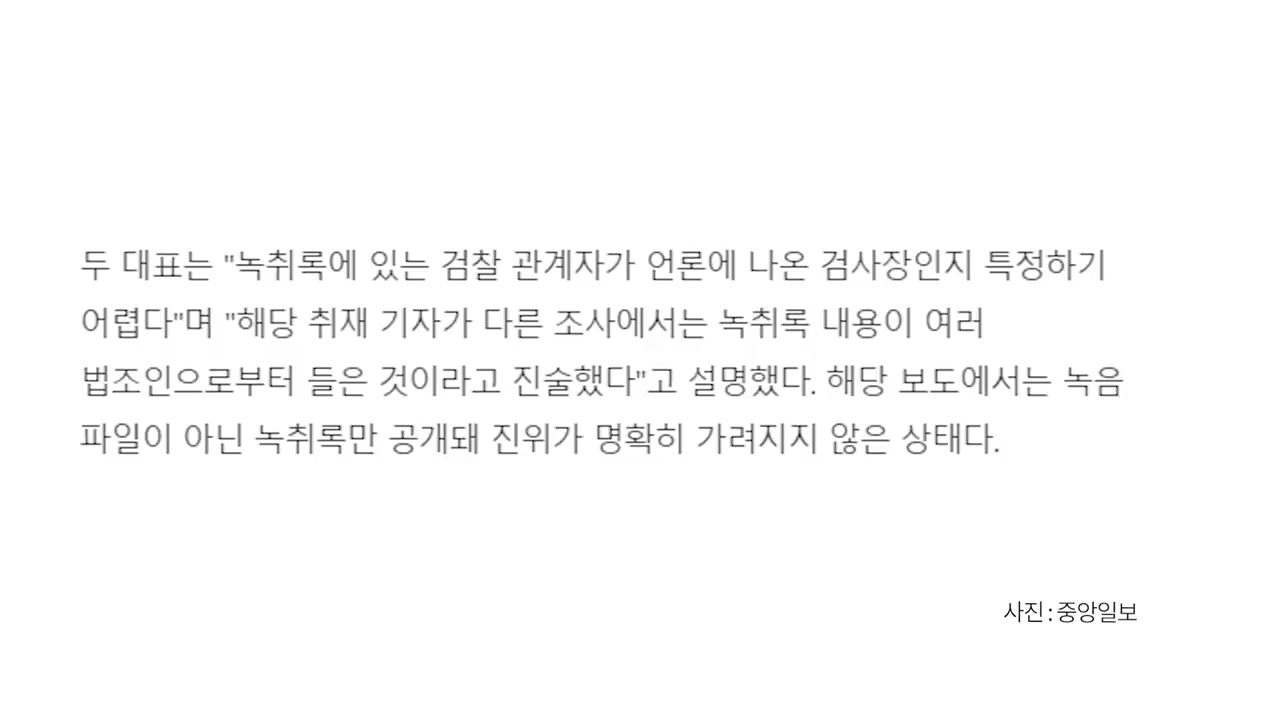 두 대표는 "녹취록에 있는 검찰 관계자가 언론에 나온 검사장인지 특정하기
어렵다"며 "해당 취재 기자가 다른 조사에서는 녹취록 내용이 여러
법조인으로부터 들은 것이라고 진술했다"고 설명했다. 해당 보도에서는 녹음
파일이 아닌 녹취록만 공개돼 진위가 명확히 가려지지 않은 상태다.
사진 : 중앙일보